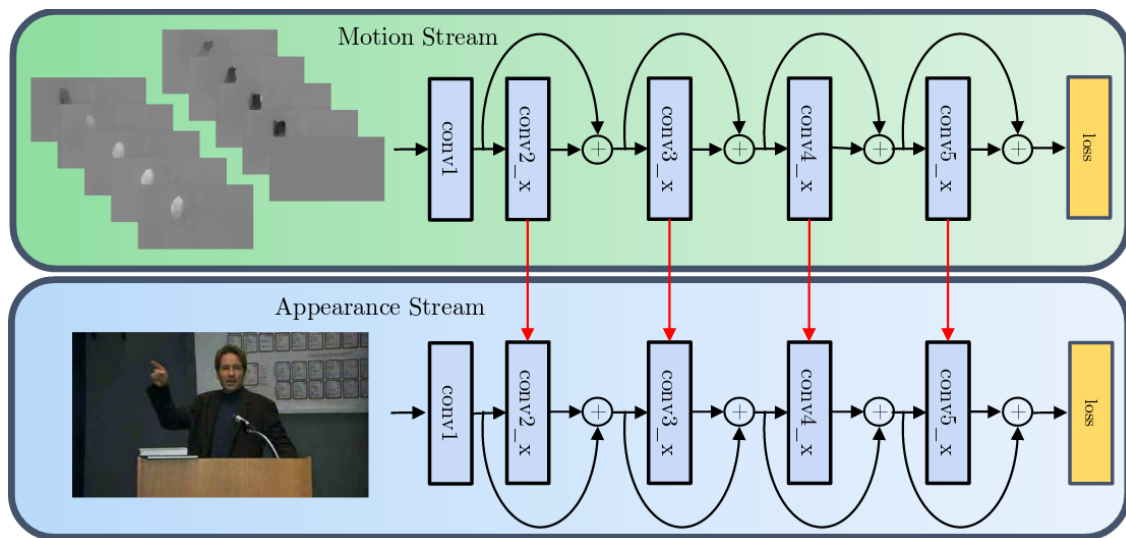 Motion Stream
conv1
conv2_x
+
conv3_x
+
conv4_x
+
conv5_x
+
loss
Appearance Stream
conv1
conv2_x
+
conv3_x
+
conv4_x
+
conv5_x
+
loss